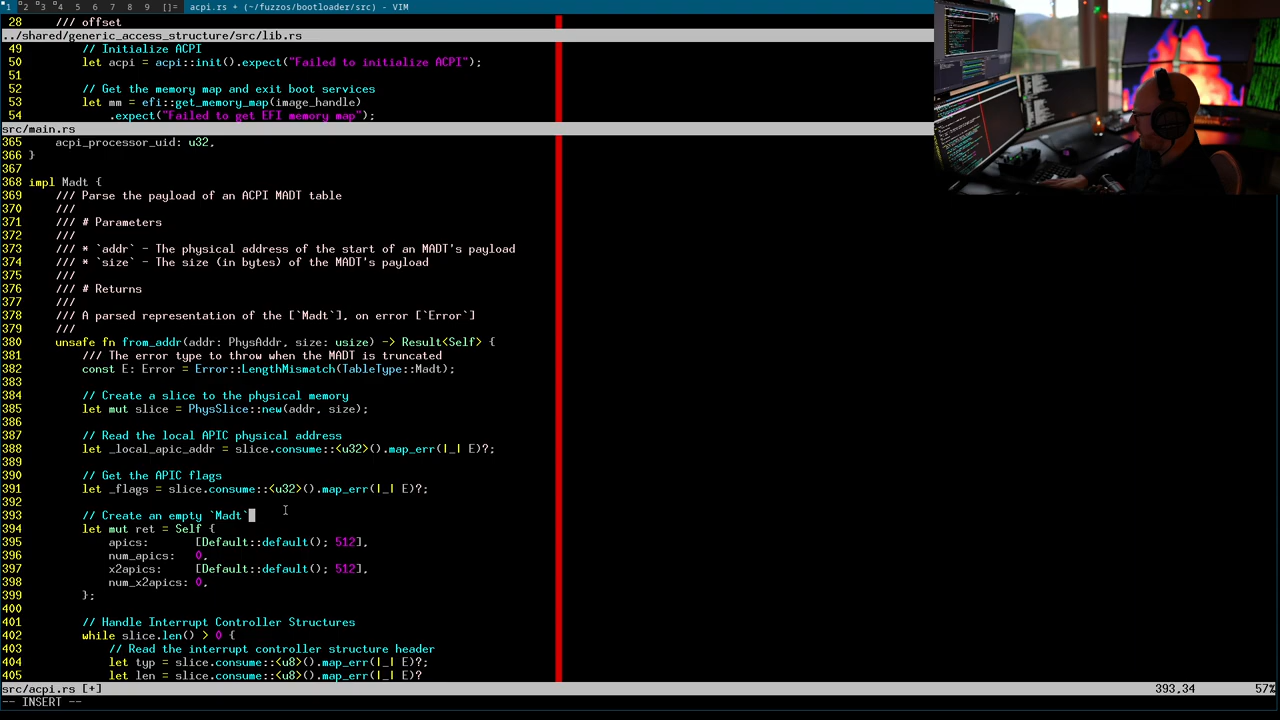 1 2 3 4 5 6 7 8 9 []= acpi.rs + (~/fuzzos/bootloader/src) - VIM
28 /// offset
../shared/generic_access_structure/src/lib.rs
49 // Initialize ACPI
50 let acpi = acpi::init().expect("Failed to initialize ACPI");
51
52 // Get the memory map and exit boot services
53 let mm = efi::get_memory_map(image_handle)
54 .expect("Failed to get EFI memory map");
src/main.rs
365 acpi_processor_uid: u32,
366 }
367
368 impl Madt {
369 /// Parse the payload of an ACPI MADT table
370 ///
371 /// # Parameters
372 ///
373 /// * `addr` - The physical address of the start of an MADT's payload
374 /// * `size` - The size (in bytes) of the MADT's payload
375 ///
376 /// # Returns
377 ///
378 /// A parsed representation of the [`Madt`], on error [`Error`]
379 ///
380 unsafe fn from_addr(addr: PhysAddr, size: usize) -> Result<Self> {
381 /// The error type to throw when the MADT is truncated
382 const E: Error = Error::LengthMismatch(TableType::Madt);
383
384 // Create a slice to the physical memory
385 let mut slice = PhysSlice::new(addr, size);
386
387 // Read the local APIC physical address
388 let _local_apic_addr = slice.consume::<u32>().map_err(|_| E)?;
389
390 // Get the APIC flags
391 let _flags = slice.consume::<u32>().map_err(|_| E)?;
392
393 // Create an empty `Madt`
394 let mut ret = Self {
395 apics: [Default::default(); 512],
396 num_apics: 0,
397 x2apics: [Default::default(); 512],
398 num_x2apics: 0,
399 };
400
401 // Handle Interrupt Controller Structures
402 while slice.len() > 0 {
403 // Read the interrupt controller structure header
404 let typ = slice.consume::<u8>().map_err(|_| E)?;
405 let len = slice.consume::<u8>().map_err(|_| E)?
src/acpi.rs [+] 393,34 57%
-- INSERT --